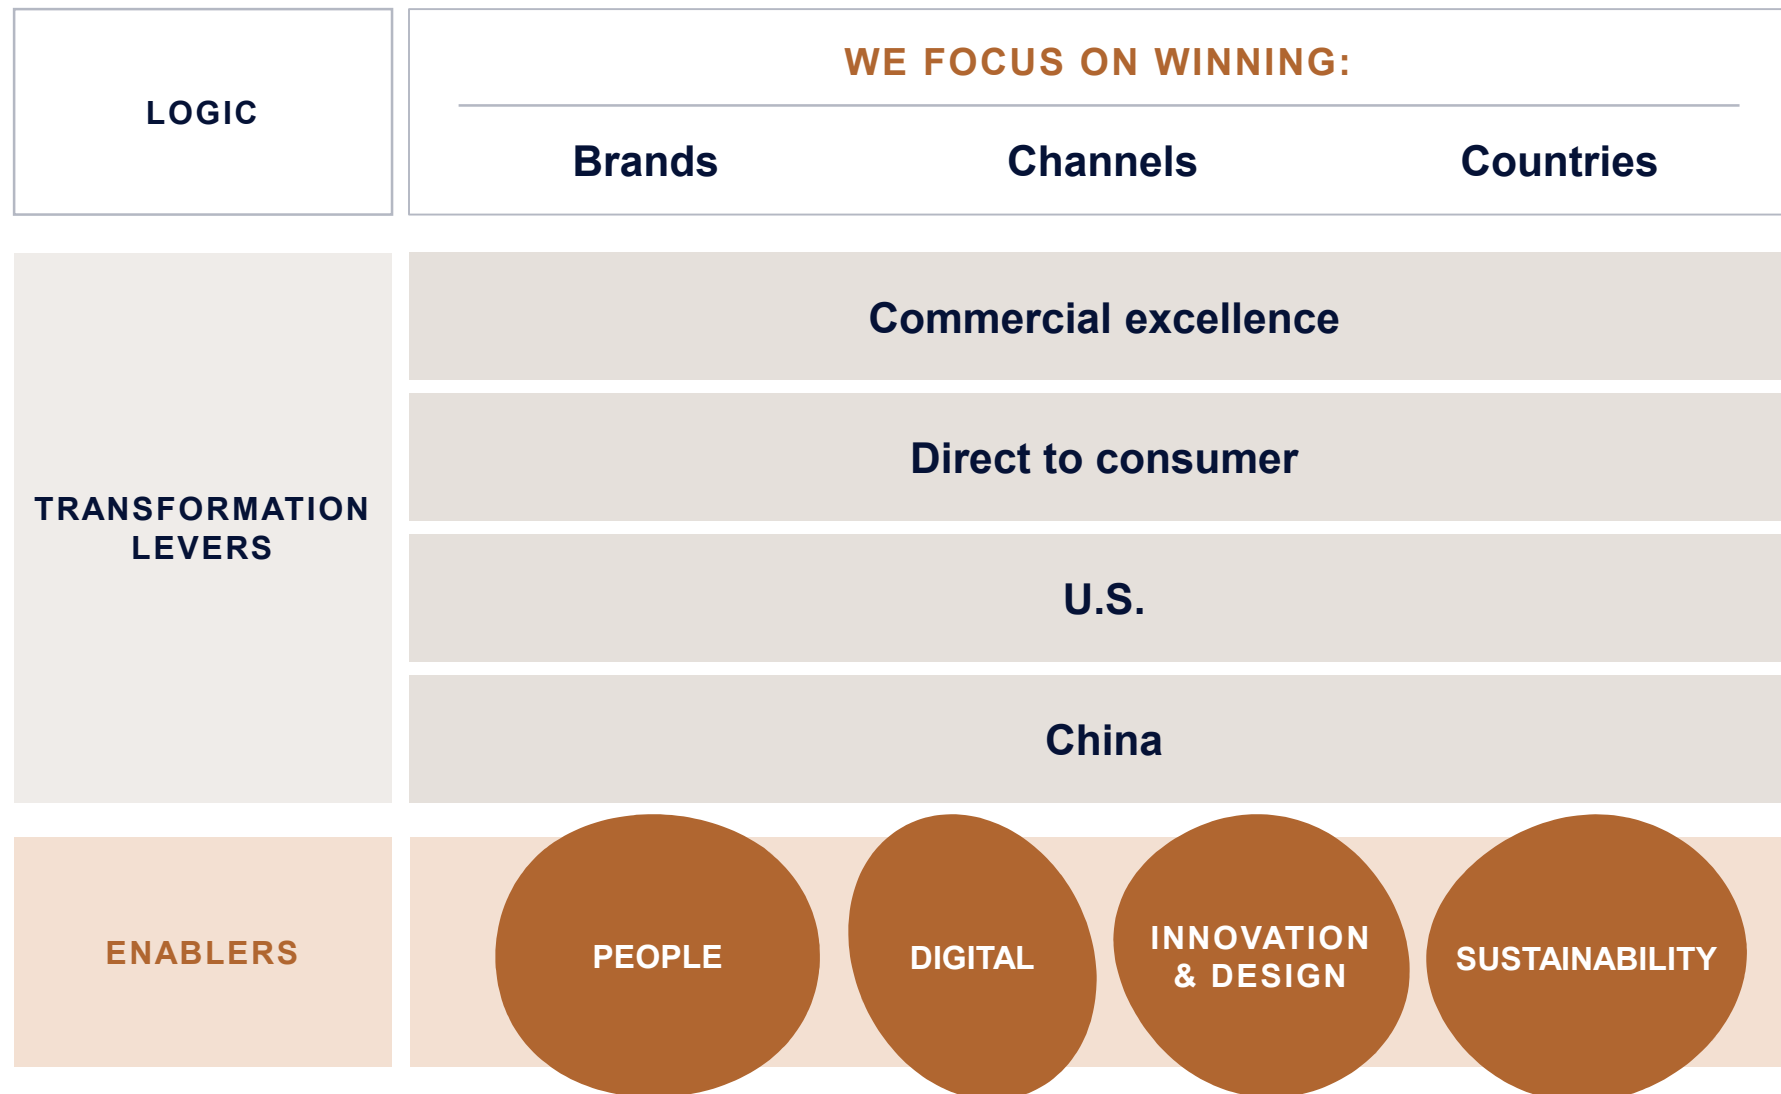 LOGIC
WE FOCUS ON WINNING:
Brands
Channels
Countries
TRANSFORMATION
LEVERS
Commercial excellence
Direct to consumer
U.S.
China
ENABLERS
PEOPLE
DIGITAL
INNOVATION
& DESIGN
SUSTAINABILITY